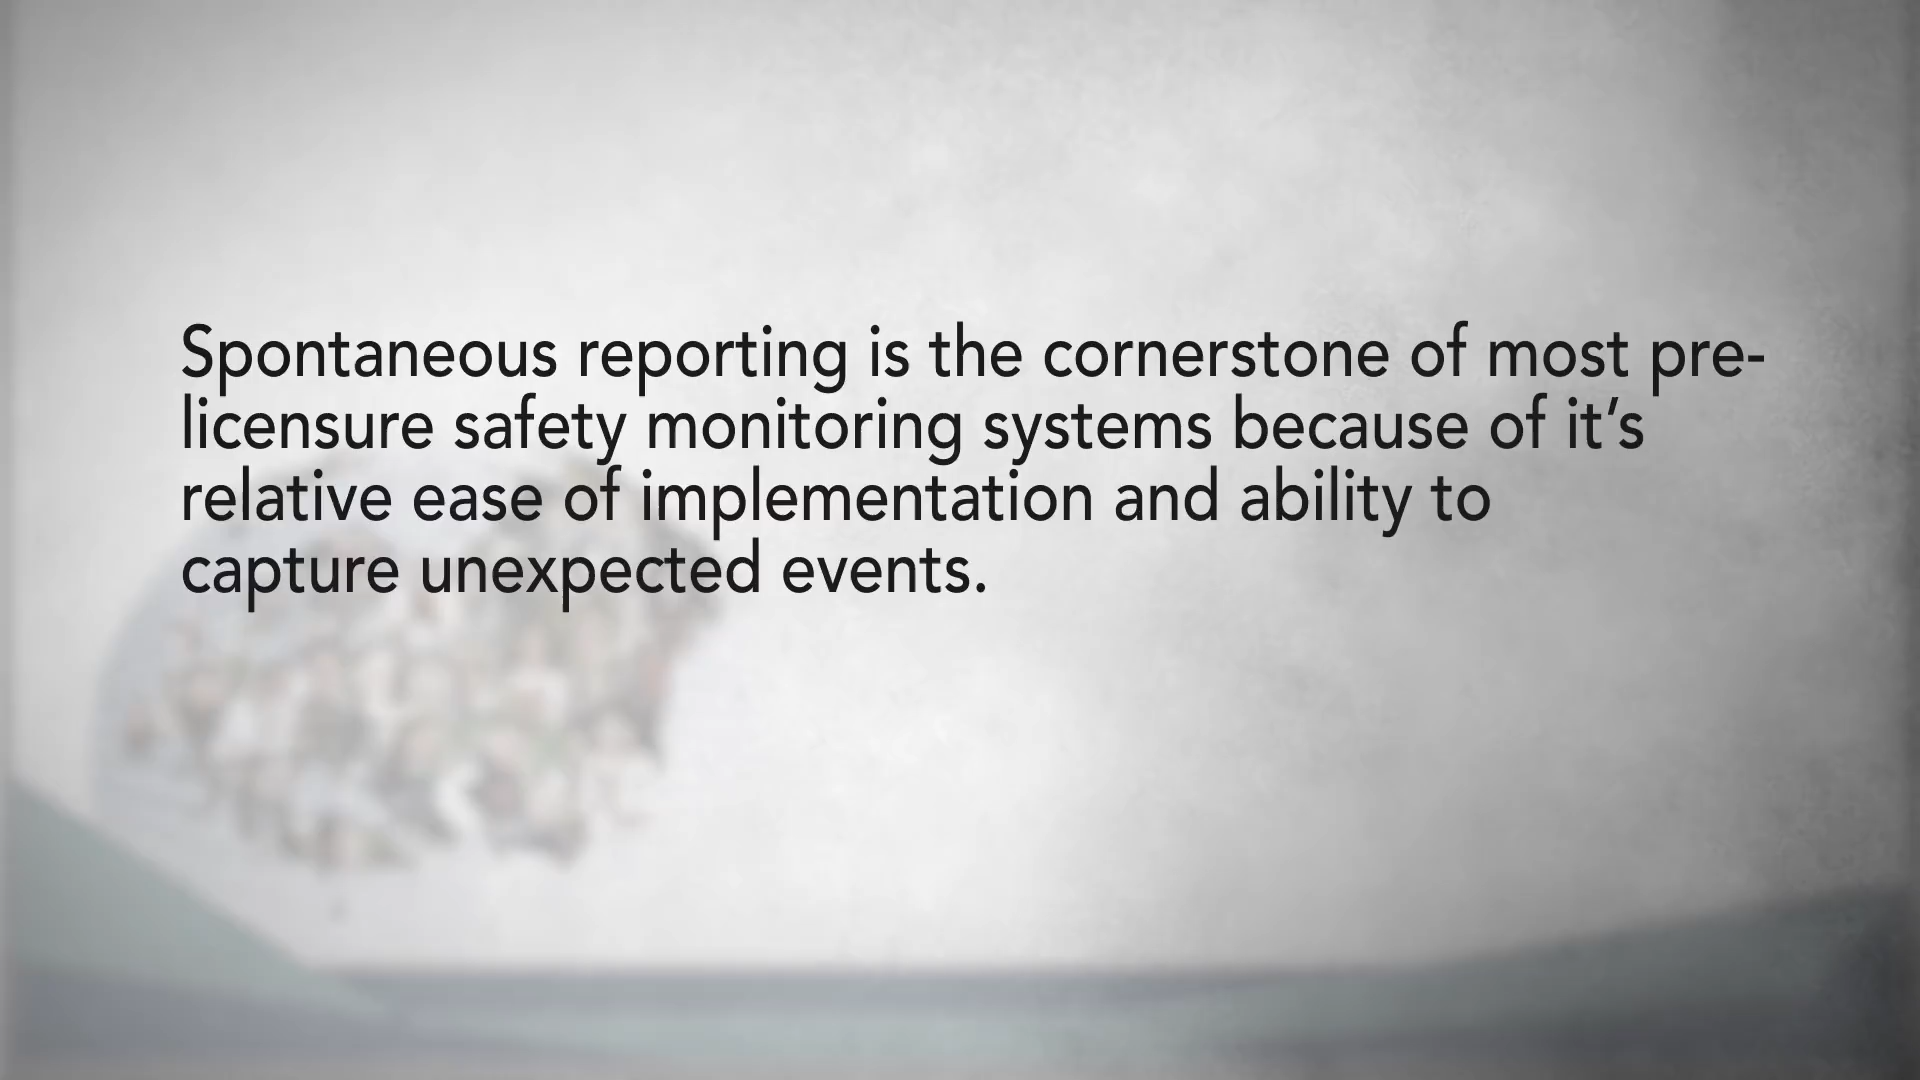 Spontaneous reporting is the cornerstone of most pre-
licensure safety monitoring systems because of it’s
relative ease of implementation and ability to
capture unexpected events.